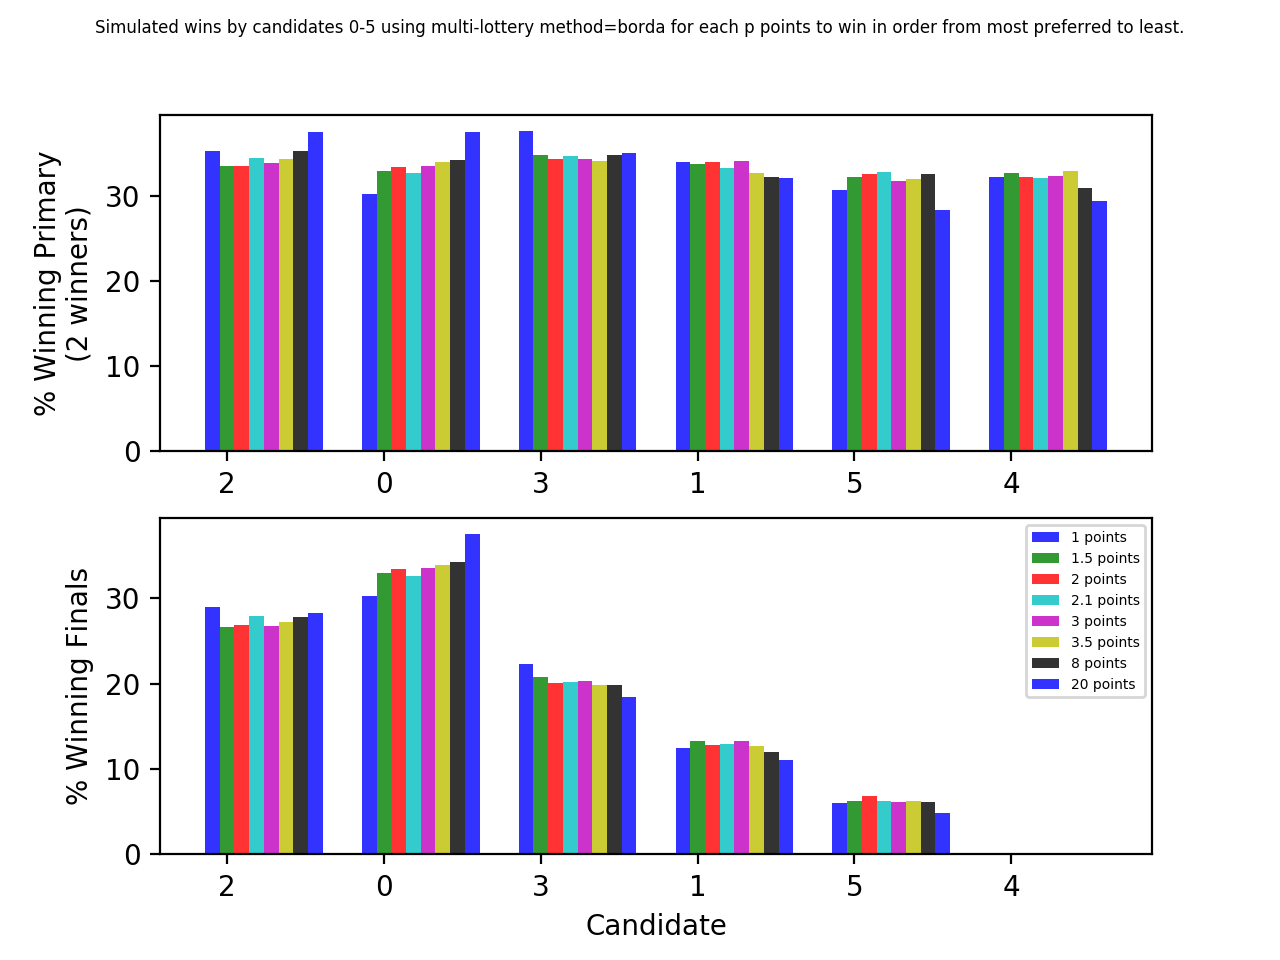 Simulated wins by candidates 0-5 using multi-lottery method=borda for each p points to win in order from most preferred to least.
% Winning Primary
(2 winners)
30
20
10
0
2 0 3 1 5 4
% Winning Finals
30
20
10
0
1 points
1.5 points
2 points
2.1 points
3 points
3.5 points
8 points
20 points
2 0 3 1 5 4
Candidate